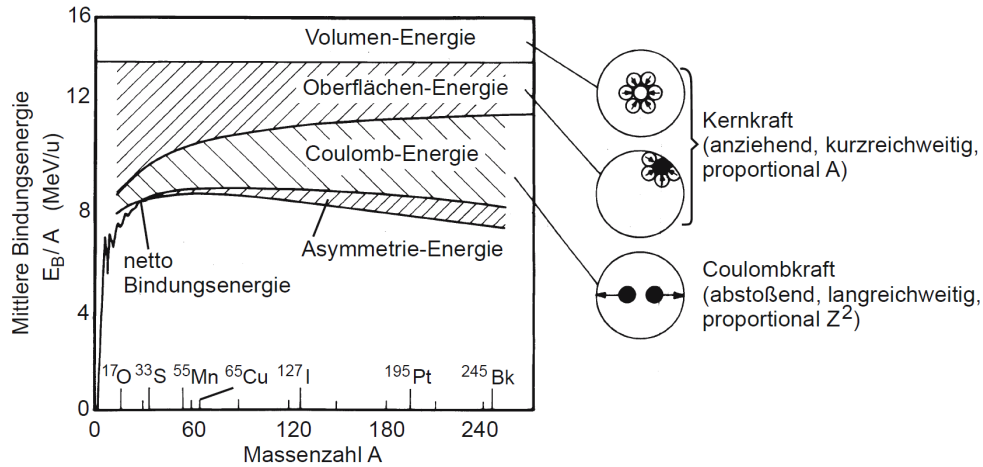 16
12
8
4
0
Mittlere Bindungsenergie
E_B/ A (MeV/u)
Volumen-Energie
Oberflächen-Energie
Coulomb-Energie
Asymmetrie-Energie
netto
Bindungsenergie
¹⁷O ³³S ⁵⁵Mn ⁶⁵Cu ¹²⁷I ¹⁹⁵Pt ²⁴⁵Bk
0 60 120 180 240
Massenzahl A
Kernkraft
(anziehend, kurzreichweitig,
proportional A)
Coulombkraft
(abstoßend, langreichweitig,
proportional Z²)